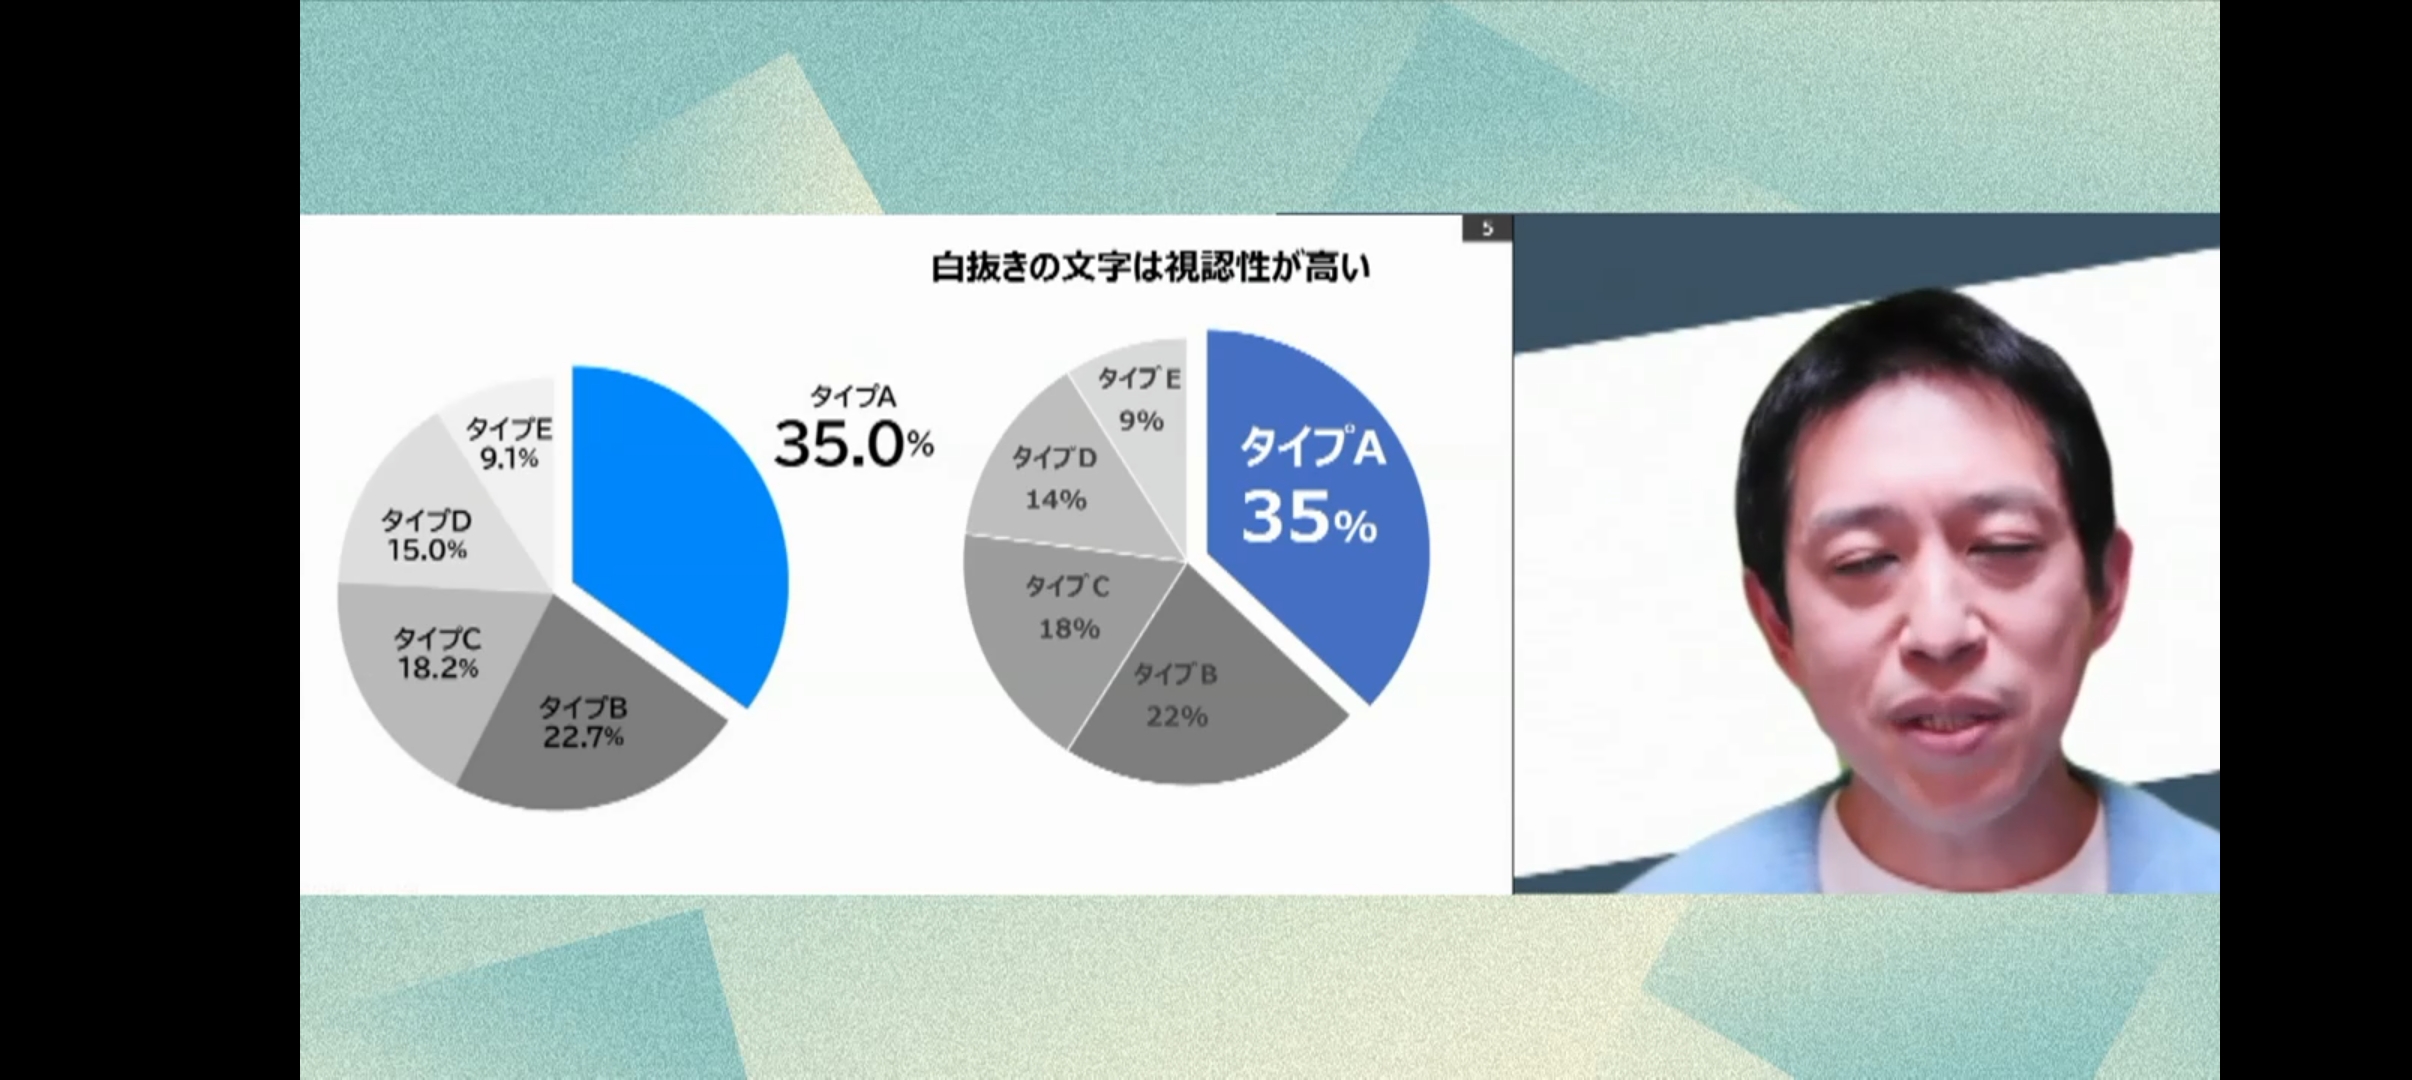 5
白抜きの文字は視認性が高い
タイプA
35.0%
タイプE
9.1%
タイプD
15.0%
タイプC
18.2%
タイプB
22.7%
タイプA
35%
タイプE
9%
タイプD
14%
タイプC
18%
タイプB
22%